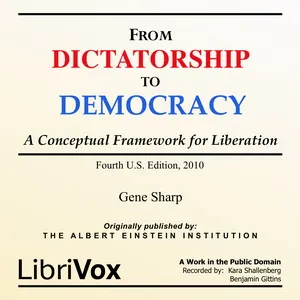 FROM
DICTATORSHIP
TO
DEMOCRACY
A Conceptual Framework for Liberation
Fourth U.S. Edition, 2010
Gene Sharp
Originally published by:
THE ALBERT EINSTEIN INSTITUTION
LibriVox
A Work in the Public Domain
Recorded by: Kara Shallenberg
Benjamin Gittins